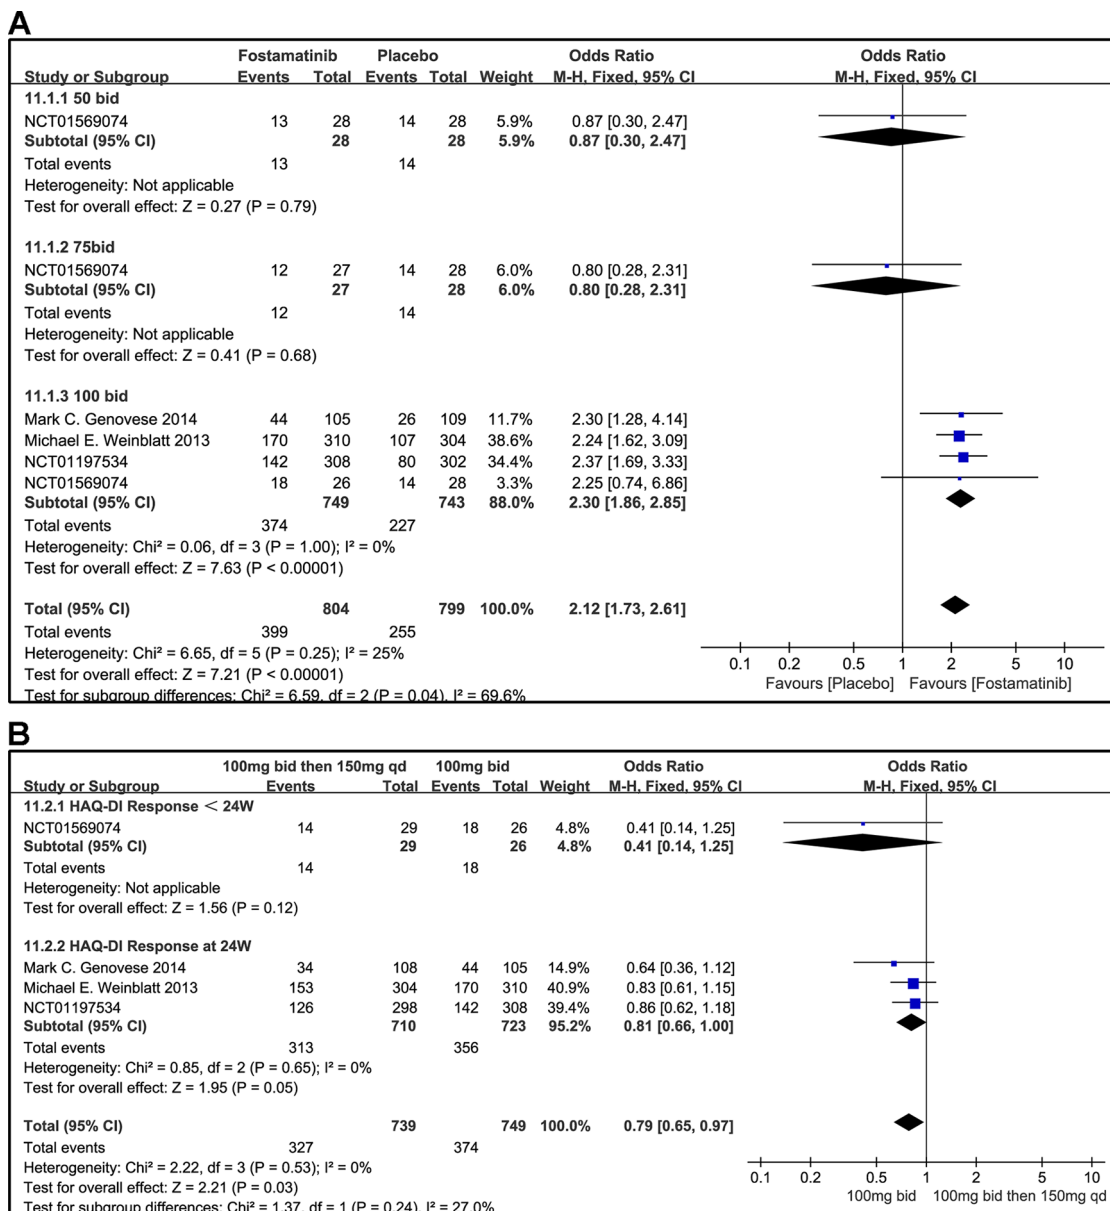 A
Fostamatinib Placebo Odds Ratio Odds Ratio
Study or Subgroup Events Total Events Total Weight M-H, Fixed, 95% CI M-H, Fixed, 95% CI
11.1.1 50 bid
NCT01569074 13 28 14 28 5.9% 0.87 [0.30, 2.47]
Subtotal (95% CI) 28 28 5.9% 0.87 [0.30, 2.47]
Total events 13 14
Heterogeneity: Not applicable
Test for overall effect: Z = 0.27 (P = 0.79)
11.1.2 75bid
NCT01569074 12 27 14 28 6.0% 0.80 [0.28, 2.31]
Subtotal (95% CI) 27 28 6.0% 0.80 [0.28, 2.31]
Total events 12 14
Heterogeneity: Not applicable
Test for overall effect: Z = 0.41 (P = 0.68)
11.1.3 100 bid
Mark C. Genovese 2014 44 105 26 109 11.7% 2.30 [1.28, 4.14]
Michael E. Weinblatt 2013 170 310 107 304 38.6% 2.24 [1.62, 3.09]
NCT01197534 142 308 80 302 34.4% 2.37 [1.69, 3.33]
NCT01569074 18 26 14 28 3.3% 2.25 [0.74, 6.86]
Subtotal (95% CI) 749 743 88.0% 2.30 [1.86, 2.85]
Total events 374 227
Heterogeneity: Chi² = 0.06, df = 3 (P = 1.00); I² = 0%
Test for overall effect: Z = 7.63 (P < 0.00001)
Total (95% CI) 804 799 100.0% 2.12 [1.73, 2.61]
Total events 399 255
Heterogeneity: Chi² = 6.65, df = 5 (P = 0.25); I² = 25%
Test for overall effect: Z = 7.21 (P < 0.00001)
Test for subgroup differences: Chi² = 6.59, df = 2 (P = 0.04), I² = 69.6%
0.1 0.2 0.5 1 2 5 10
Favours [Placebo] Favours [Fostamatinib]
B
100mg bid then 150mg qd 100mg bid Odds Ratio Odds Ratio
Study or Subgroup Events Total Events Total Weight M-H, Fixed, 95% CI M-H, Fixed, 95% CI
11.2.1 HAQ-DI Response < 24W
NCT01569074 14 29 18 26 4.8% 0.41 [0.14, 1.25]
Subtotal (95% CI) 29 26 4.8% 0.41 [0.14, 1.25]
Total events 14 18
Heterogeneity: Not applicable
Test for overall effect: Z = 1.56 (P = 0.12)
11.2.2 HAQ-DI Response at 24W
Mark C. Genovese 2014 34 108 44 105 14.9% 0.64 [0.36, 1.12]
Michael E. Weinblatt 2013 153 304 170 310 40.9% 0.83 [0.61, 1.15]
NCT01197534 126 298 142 308 39.4% 0.86 [0.62, 1.18]
Subtotal (95% CI) 710 723 95.2% 0.81 [0.66, 1.00]
Total events 313 356
Heterogeneity: Chi² = 0.85, df = 2 (P = 0.65); I² = 0%
Test for overall effect: Z = 1.95 (P = 0.05)
Total (95% CI) 739 749 100.0% 0.79 [0.65, 0.97]
Total events 327 374
Heterogeneity: Chi² = 2.22, df = 3 (P = 0.53); I² = 0%
Test for overall effect: Z = 2.21 (P = 0.03)
Test for subgroup differences: Chi² = 1.37, df = 1 (P = 0.24), I² = 27.0%
0.1 0.2 0.5 1 2 5 10
100mg bid 100mg bid then 150mg qd